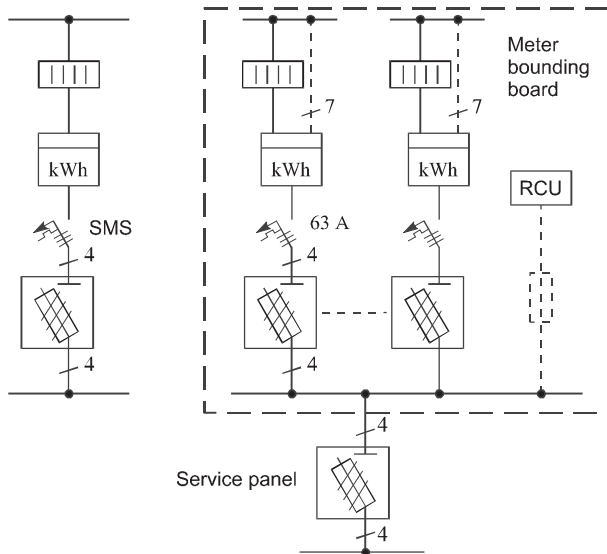 Meter
bounding
board
7
7
kWh
kWh
kWh
RCU
SMS
63 A
4
4
4
4
4
Service panel
4